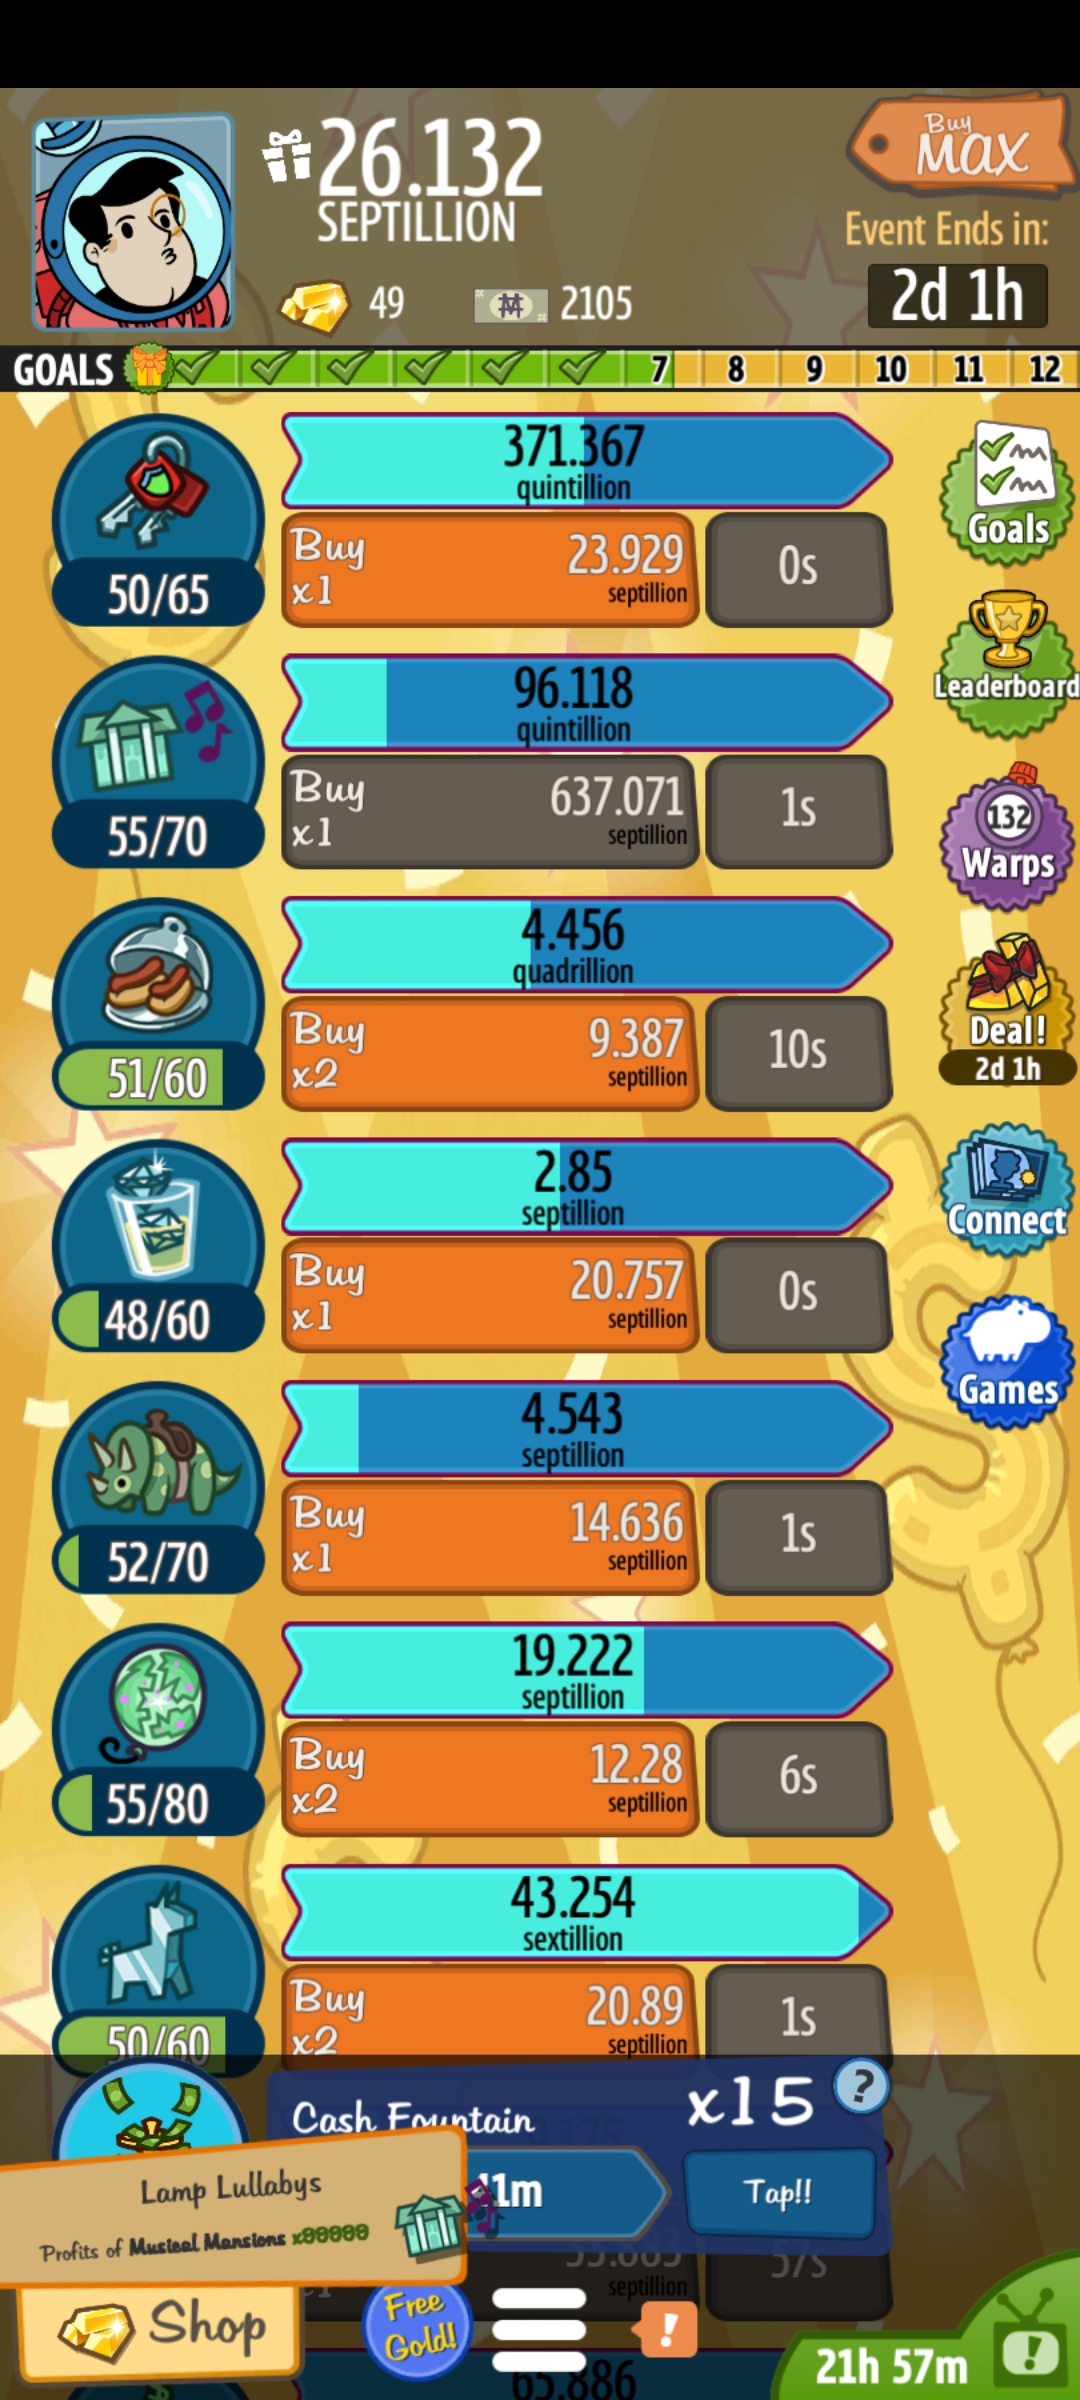 26.132
SEPTILLION
Buy
MAX
Event Ends in:
2d 1h
49
2105
GOALS 7 8 9 10 11 12
371.367
quintillion
Buy
x1
23.929
septillion
0s
50/65
Goals
Leaderboard
96.118
quintillion
Buy
x1
637.071
septillion
1s
55/70
132
Warps
4.456
quadrillion
Buy
x2
9.387
septillion
10s
51/60
Deal!
2d 1h
2.85
septillion
Buy
x1
20.757
septillion
0s
48/60
Connect
Games
4.543
septillion
Buy
x1
14.636
septillion
1s
52/70
19.222
septillion
Buy
x2
12.28
septillion
6s
55/80
43.254
sextillion
Buy
x2
20.89
septillion
1s
50/60
Cash Fountain
x15
?
Tap!!
Lamp Lullabys
Profits of Musical Mansions x99999
57s
septillion
Shop
Free
Gold!
!
65.886
21h 57m
!